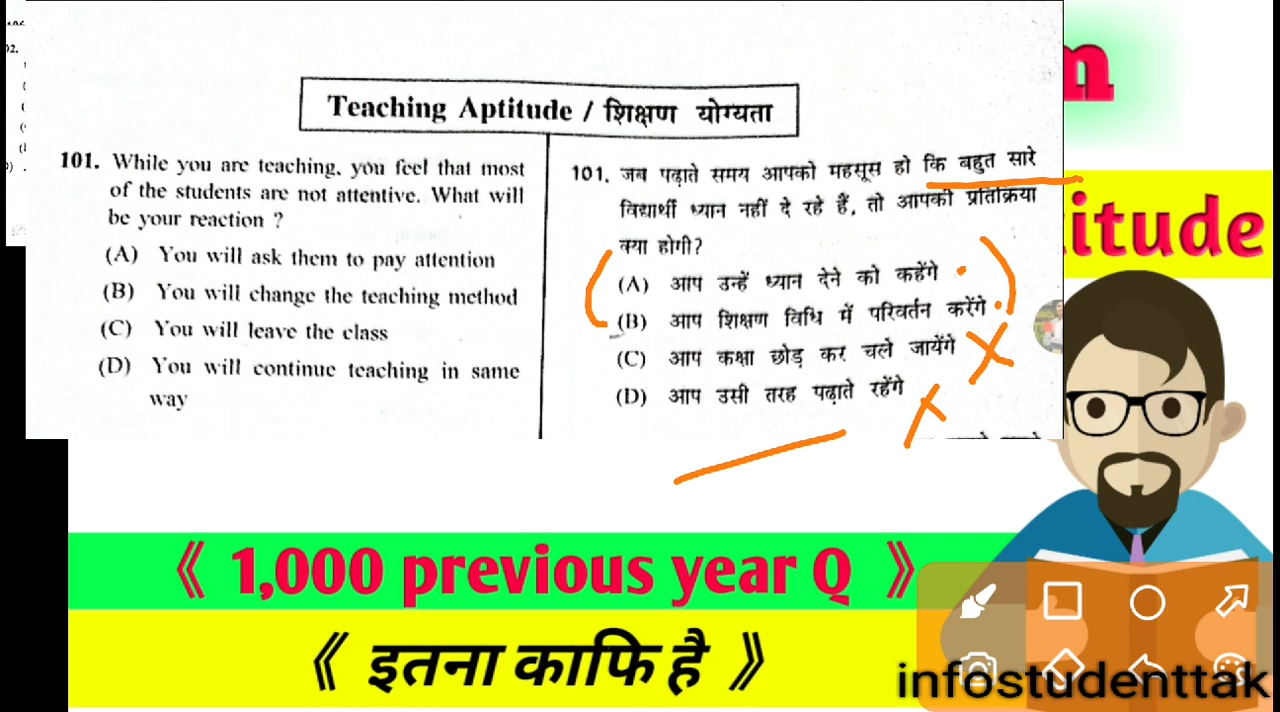 Teaching Aptitude / शिक्षण योग्यता
101. While you are teaching, you feel that most
of the students are not attentive. What will
be your reaction ?
(A) You will ask them to pay attention
(B) You will change the teaching method
(C) You will leave the class
(D) You will continue teaching in same
way
101. जब पढ़ाते समय आपको महसूस हो कि बहुत सारे
विद्यार्थी ध्यान नहीं दे रहे हैं, तो आपकी प्रतिक्रिया
क्या होगी?
(A) आप उन्हें ध्यान देने को कहेंगे
(B) आप शिक्षण विधि में परिवर्तन करेंगे
(C) आप कक्षा छोड़ कर चले जायेंगे
(D) आप उसी तरह पढ़ाते रहेंगे
itude
《 1,000 previous year Q 》
《 इतना काफि है 》
infostudenttak